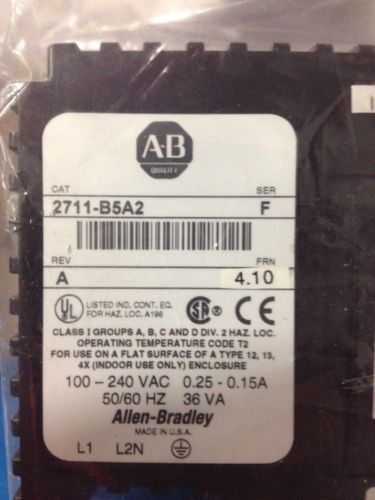 A-B
QUALITY
CAT SER
2711-B5A2 F
REV FRN
A 4.10
UL LISTED IND. CONT. EQ.
FOR HAZ. LOC. A196
SA CE
CLASS I GROUPS A, B, C AND D DIV. 2 HAZ. LOC.
OPERATING TEMPERATURE CODE T2
FOR USE ON A FLAT SURFACE OF A TYPE 12, 13,
4X (INDOOR USE ONLY) ENCLOSURE
100 - 240 VAC 0.25 - 0.15A
50/60 HZ 36 VA
Allen-Bradley
MADE IN U.S.A.
L1 L2N